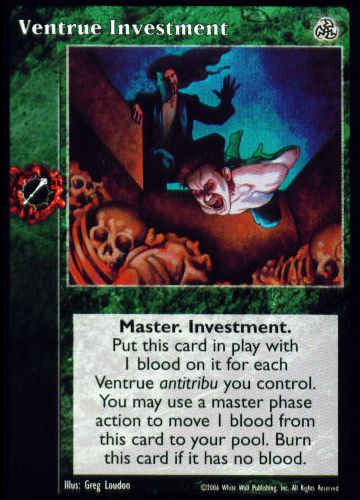 Ventrue Investment
Master. Investment.
Put this card in play with
1 blood on it for each
Ventrue antitribu you control.
You may use a master phase
action to move 1 blood from
this card to your pool. Burn
this card if it has no blood.
Illus: Greg Loudon ©2006 White Wolf Publishing, Inc. All Rights Reserved